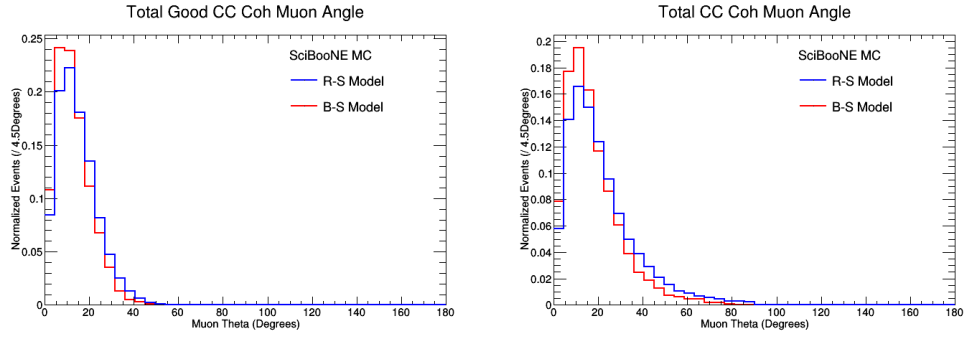 Total Good CC Coh Muon Angle
Normalized Events (/ 4.5Degrees)
0.25
0.2
0.15
0.1
0.05
0
SciBooNE MC
R-S Model
B-S Model
0 20 40 60 80 100 120 140 160 180
Muon Theta (Degrees)
Total CC Coh Muon Angle
Normalized Events (/ 4.5Degrees)
0.2
0.18
0.16
0.14
0.12
0.1
0.08
0.06
0.04
0.02
0
SciBooNE MC
R-S Model
B-S Model
0 20 40 60 80 100 120 140 160 180
Muon Theta (Degrees)